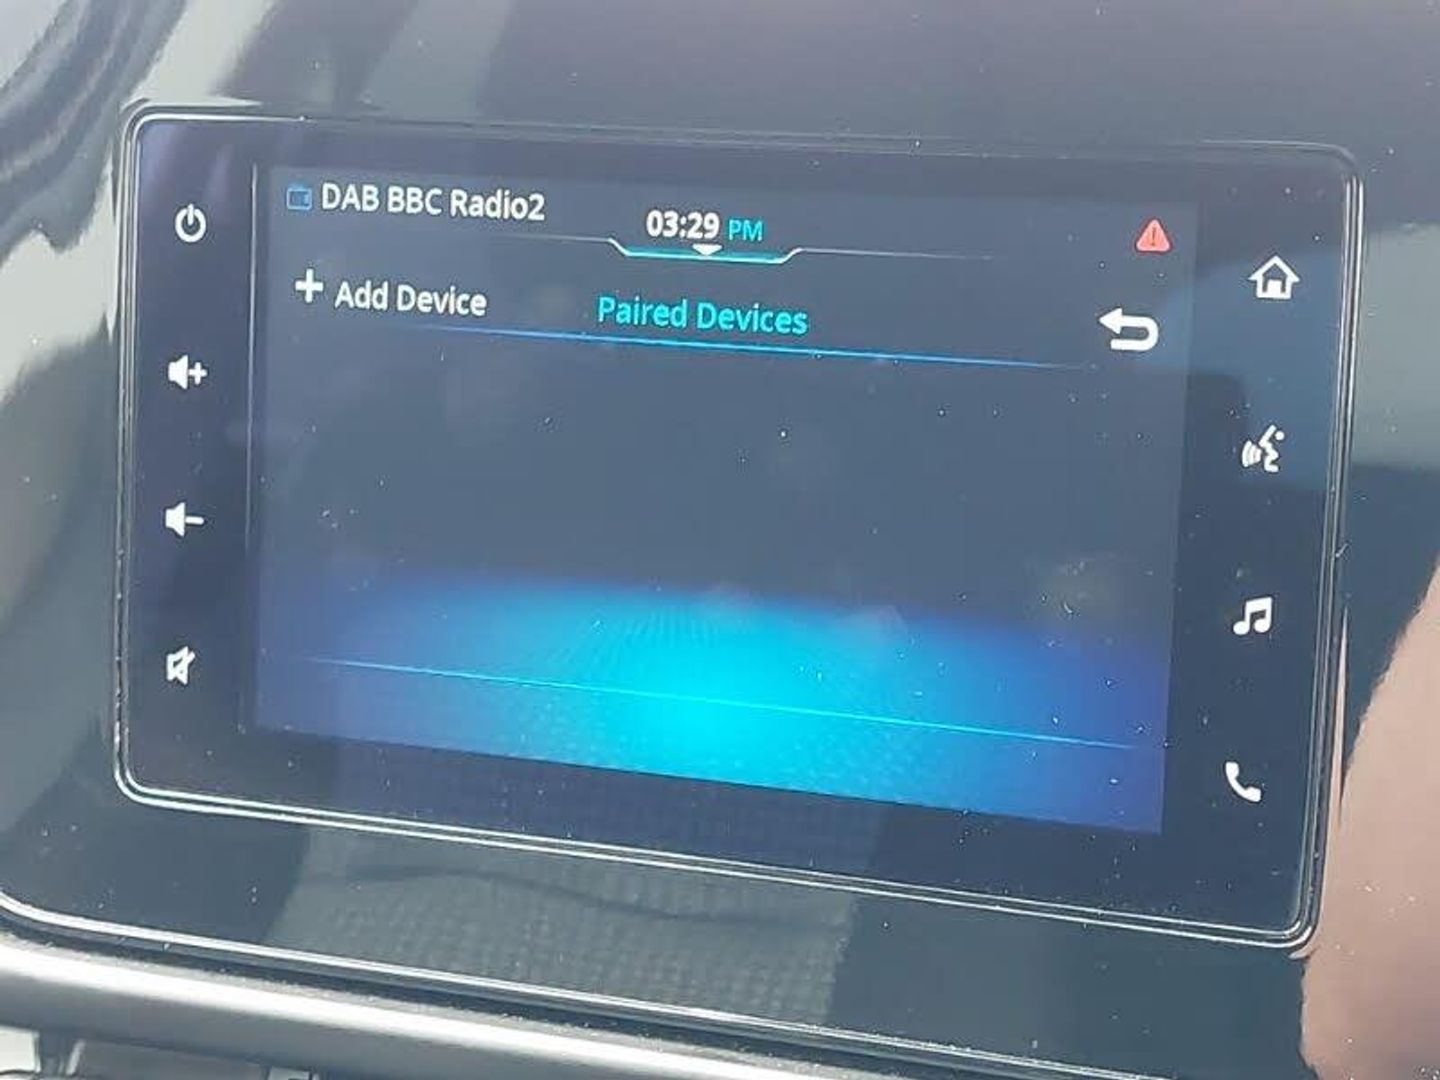 DAB BBC Radio2
03:29 PM
+ Add Device
Paired Devices